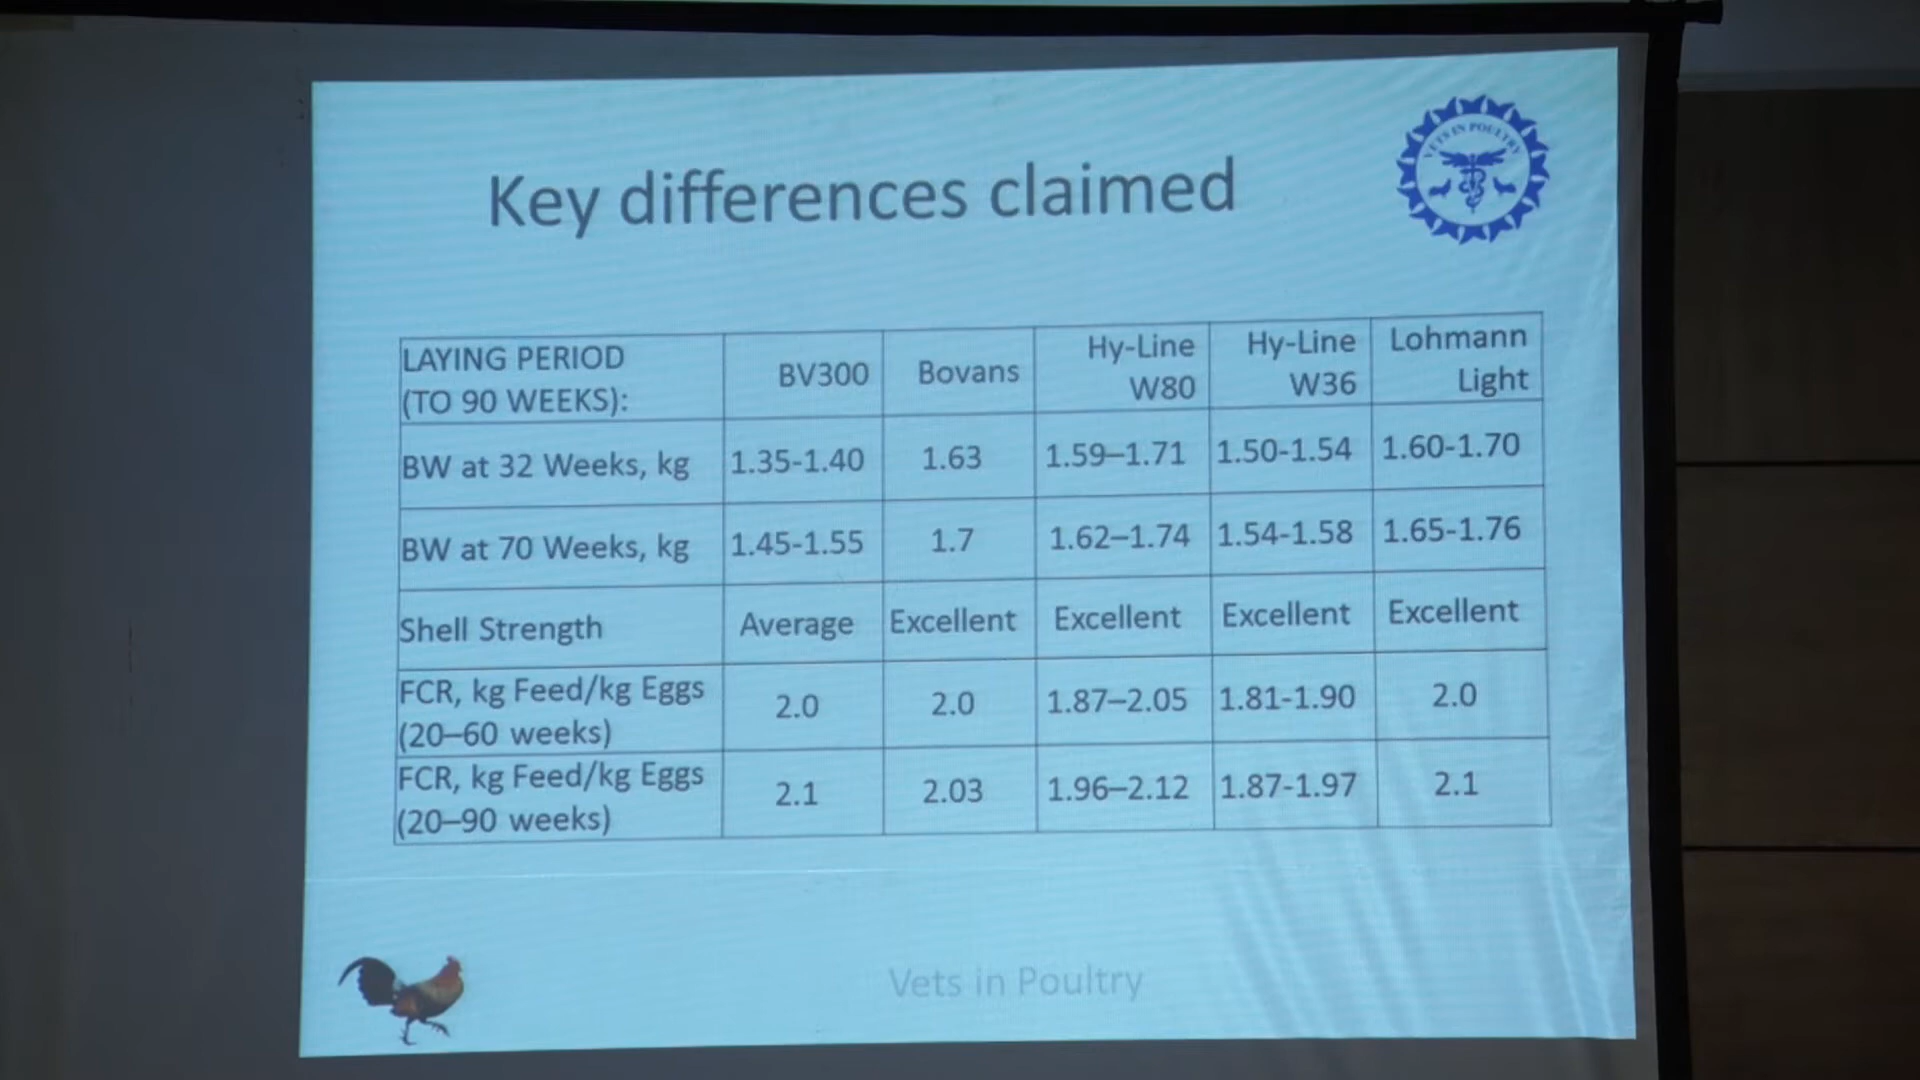 VETS IN POULTRY
Key differences claimed
LAYING PERIOD
(TO 90 WEEKS):
BV300
Bovans
Hy-Line
W80
Hy-Line
W36
Lohmann
Light
BW at 32 Weeks, kg 1.35-1.40 1.63 1.59–1.71 1.50-1.54 1.60-1.70
BW at 70 Weeks, kg 1.45-1.55 1.7 1.62–1.74 1.54-1.58 1.65-1.76
Shell Strength Average Excellent Excellent Excellent Excellent
FCR, kg Feed/kg Eggs
(20–60 weeks)
2.0 2.0 1.87–2.05 1.81-1.90 2.0
FCR, kg Feed/kg Eggs
(20–90 weeks)
2.1 2.03 1.96–2.12 1.87-1.97 2.1
Vets in Poultry